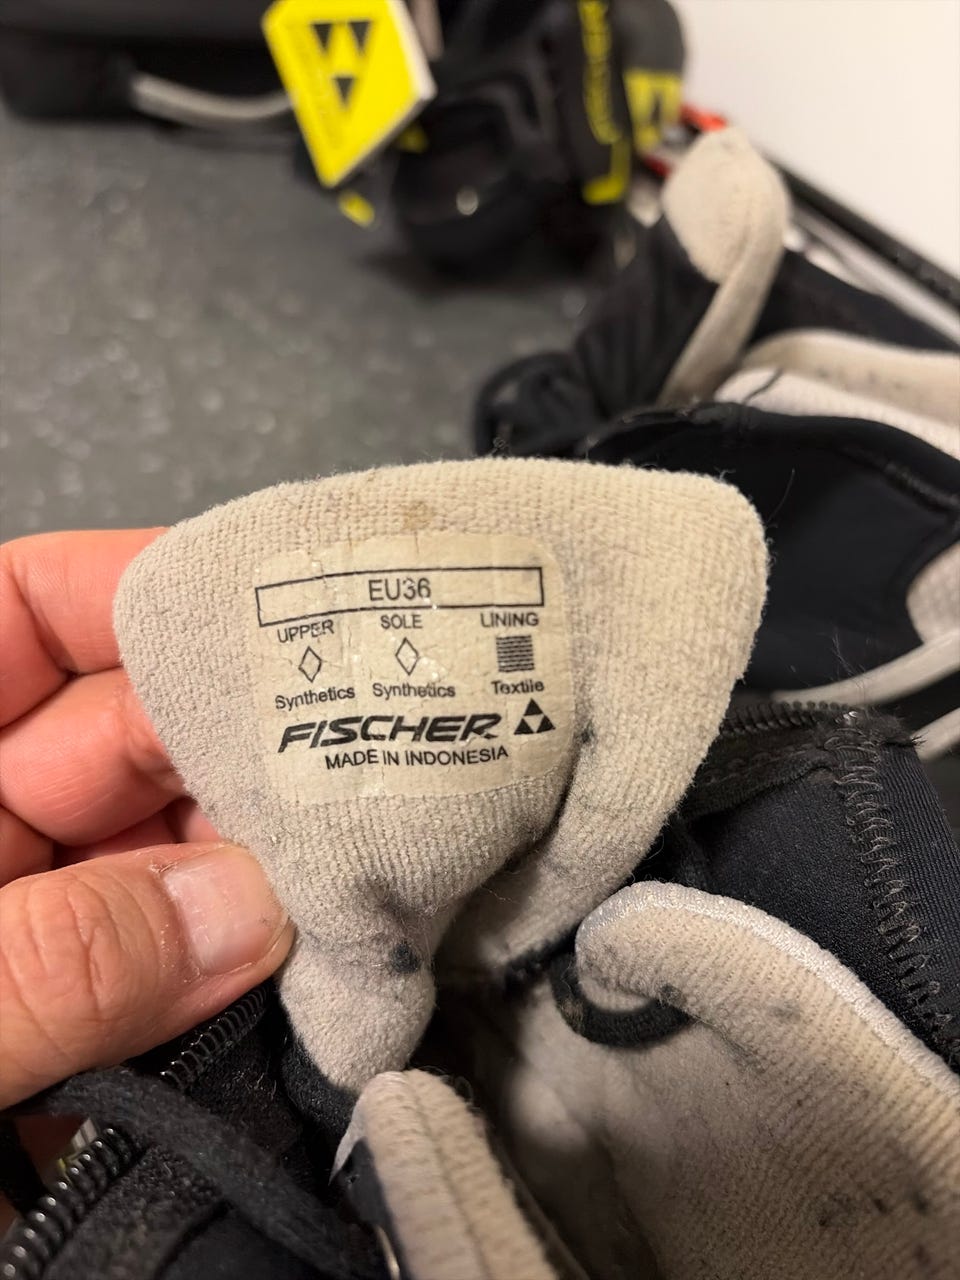 EU36
UPPER SOLE LINING
Synthetics Synthetics Textile
FISCHER
MADE IN INDONESIA